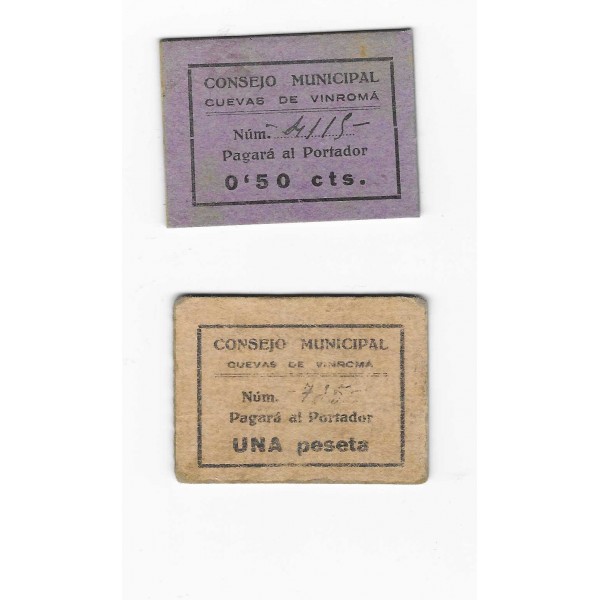 CONSEJO MUNICIPAL
CUEVAS DE VINROMÁ
Núm. -4115-
Pagará al Portador
0'50 cts.
CONSEJO MUNICIPAL
CUEVAS DE VINROMÁ
Núm.
Pagará al Portador
UNA peseta